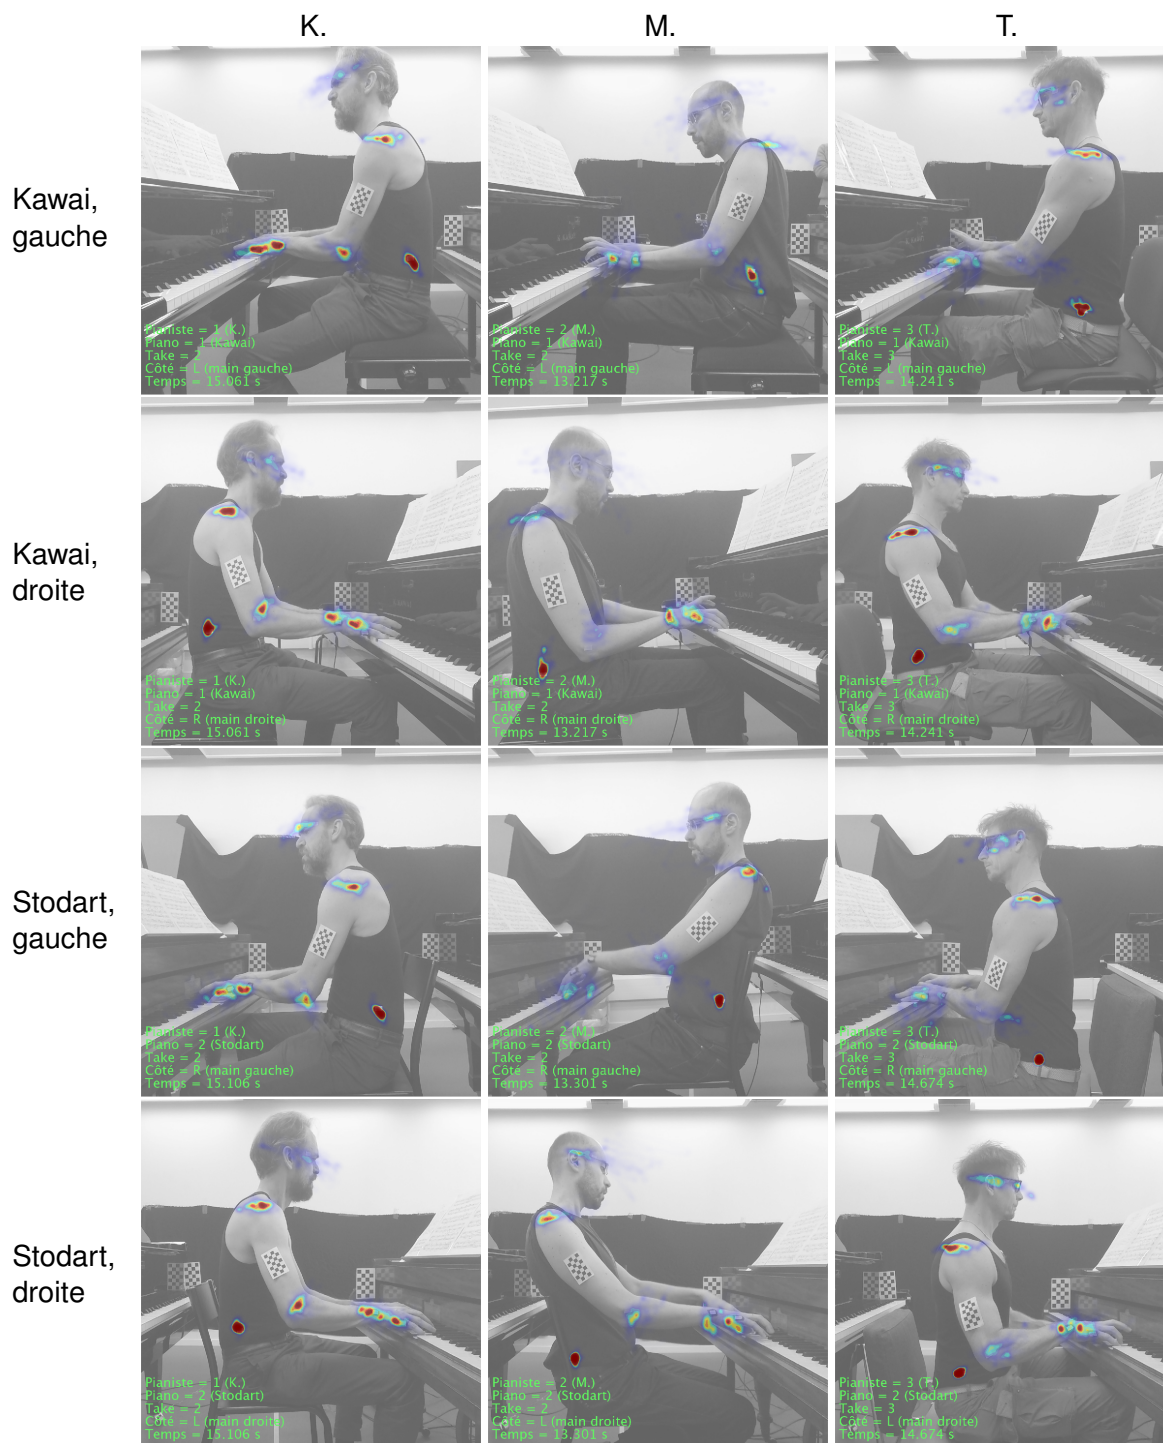 K. M. T.
Kawai,
gauche
Pianiste = 1 (K.)
Piano = 1 (Kawai)
Take = 2
Côté = L (main gauche)
Temps = 15.061 s
Pianiste = 2 (M.)
Piano = 1 (Kawai)
Take = 2
Côté = L (main gauche)
Temps = 13.217 s
Pianiste = 3 (T.)
Piano = 1 (Kawai)
Take = 3
Côté = L (main gauche)
Temps = 14.241 s
Kawai,
droite
Pianiste = 1 (K.)
Piano = 1 (Kawai)
Take = 2
Côté = R (main droite)
Temps = 15.061 s
Pianiste = 2 (M.)
Piano = 1 (Kawai)
Take = 2
Côté = R (main droite)
Temps = 13.217 s
Pianiste = 3 (T.)
Piano = 1 (Kawai)
Take = 3
Côté = R (main droite)
Temps = 14.241 s
Stodart,
gauche
Pianiste = 1 (K.)
Piano = 2 (Stodart)
Take = 2
Côté = R (main gauche)
Temps = 15.106 s
Pianiste = 2 (M.)
Piano = 2 (Stodart)
Take = 2
Côté = R (main gauche)
Temps = 13.301 s
Pianiste = 3 (T.)
Piano = 2 (Stodart)
Take = 3
Côté = R (main gauche)
Temps = 14.674 s
Stodart,
droite
Pianiste = 1 (K.)
Piano = 2 (Stodart)
Take = 2
Côté = L (main droite)
Temps = 15.106 s
Pianiste = 2 (M.)
Piano = 2 (Stodart)
Take = 2
Côté = L (main droite)
Temps = 13.301 s
Pianiste = 3 (T.)
Piano = 2 (Stodart)
Take = 3
Côté = L (main droite)
Temps = 14.674 s